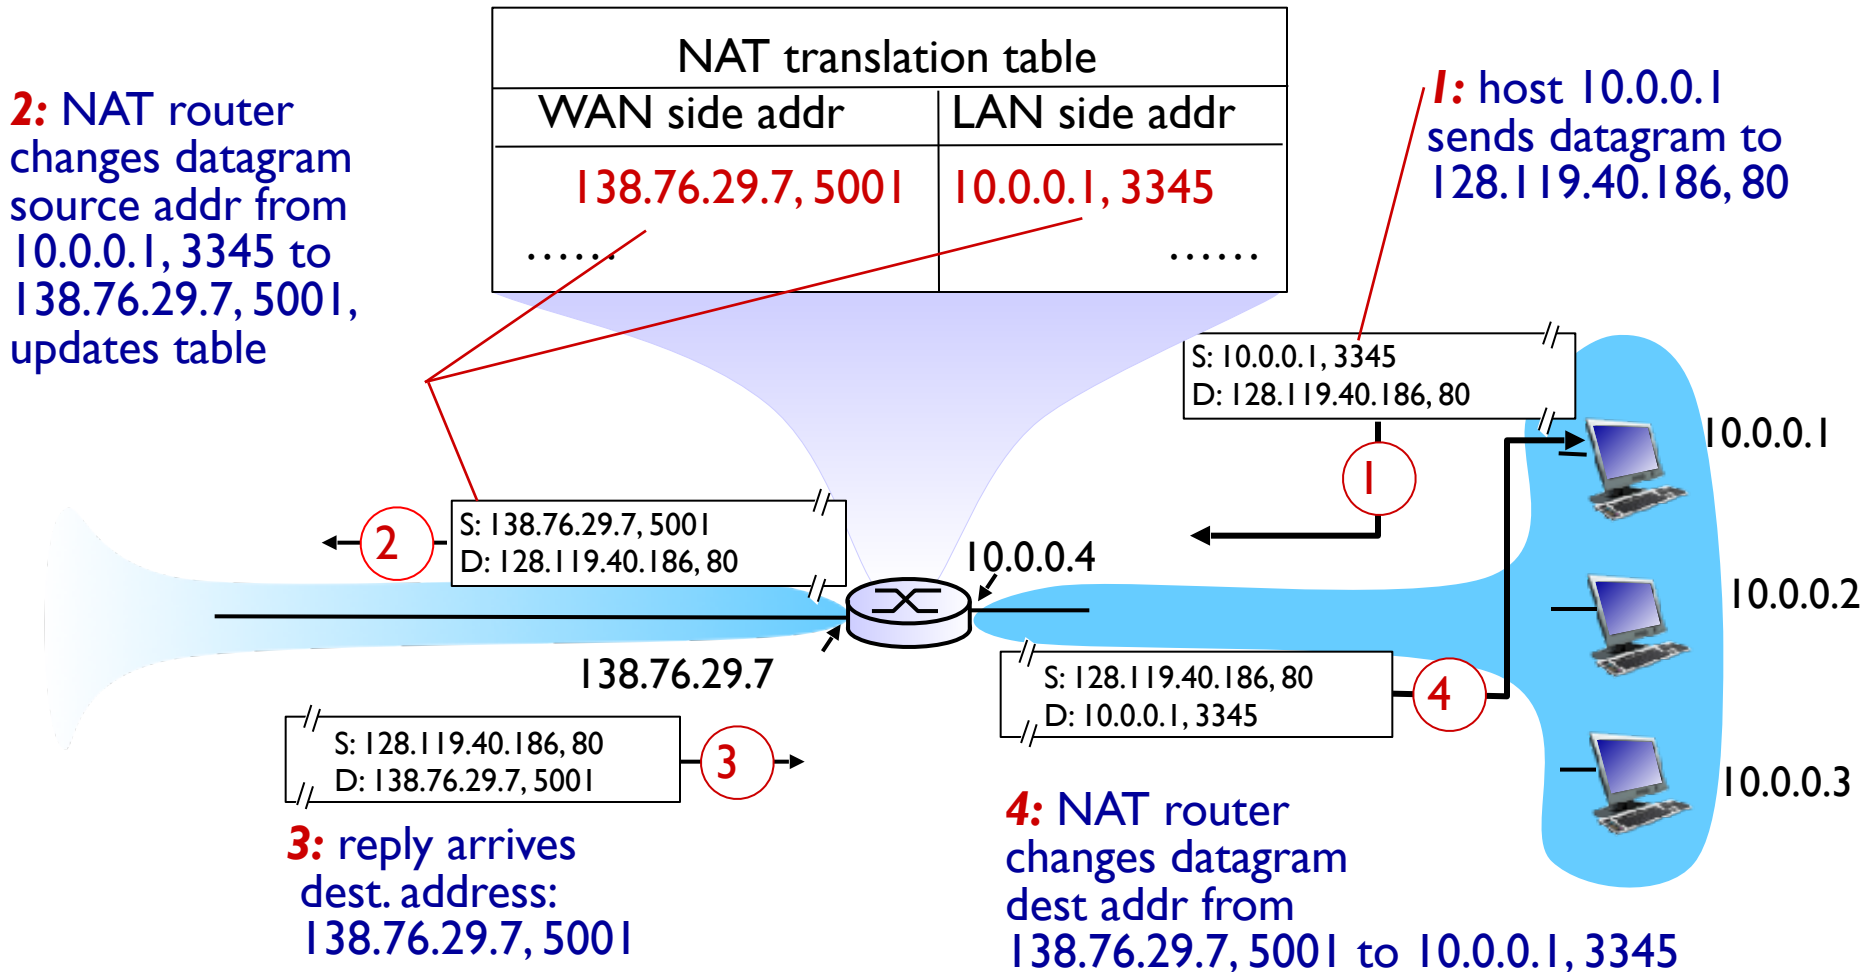 NAT translation table
WAN side addr
LAN side addr
138.76.29.7, 5001
10.0.0.1, 3345
......
......
1: host 10.0.0.1
sends datagram to
128.119.40.186, 80
2: NAT router
changes datagram
source addr from
10.0.0.1, 3345 to
138.76.29.7, 5001,
updates table
S: 10.0.0.1, 3345
D: 128.119.40.186, 80
1
10.0.0.1
S: 138.76.29.7, 5001
D: 128.119.40.186, 80
2
10.0.0.4
10.0.0.2
138.76.29.7
S: 128.119.40.186, 80
D: 10.0.0.1, 3345
4
S: 128.119.40.186, 80
D: 138.76.29.7, 5001
3
10.0.0.3
3: reply arrives
dest. address:
138.76.29.7, 5001
4: NAT router
changes datagram
dest addr from
138.76.29.7, 5001 to 10.0.0.1, 3345